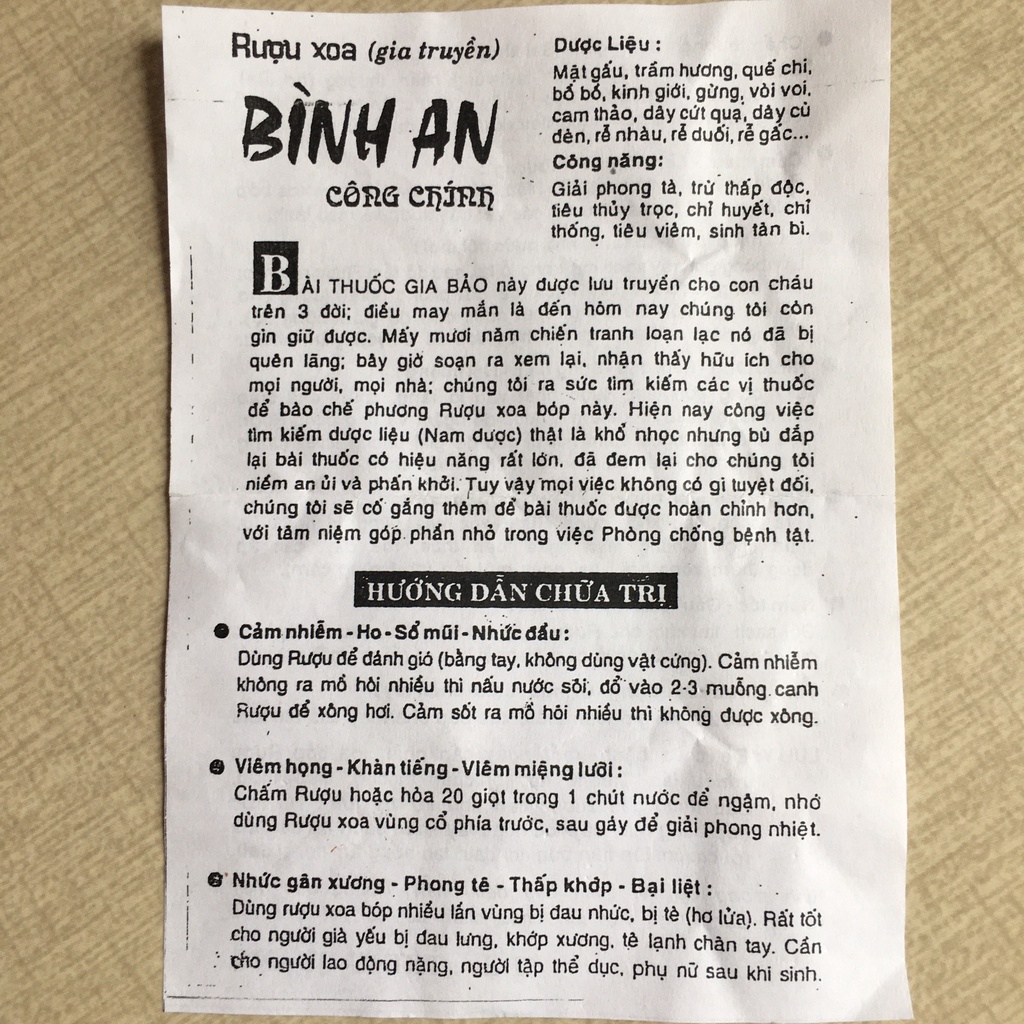 Rượu xoa (gia truyền)
BÌNH AN
CÔNG CHÍNH
Dược Liệu :
Mật gấu, trầm hương, quế chi,
bổ bồ, kinh giới, gừng, vòi voi,
cam thảo, dây cứt quạ, dây củ
đèn, rễ nhàu, rễ duối, rễ gấc...
Công năng:
Giải phong tà, trừ thấp độc,
tiêu thủy trọc, chỉ huyết, chỉ
thống, tiêu viêm, sinh tân bì.
BÀI THUỐC GIA BẢO này được lưu truyền cho con cháu
trên 3 đời; điều may mắn là đến hôm nay chúng tôi còn
gìn giữ được. Mấy mươi năm chiến tranh loạn lạc nó đã bị
quên lãng; bây giờ soạn ra xem lại, nhận thấy hữu ích cho
mọi người, mọi nhà; chúng tôi ra sức tìm kiếm các vị thuốc
để bào chế phương Rượu xoa bóp này. Hiện nay công việc
tìm kiếm dược liệu (Nam dược) thật là khổ nhọc nhưng bù đắp
lại bài thuốc có hiệu năng rất lớn, đã đem lại cho chúng tôi
niềm an ủi và phấn khởi. Tuy vậy mọi việc không có gì tuyệt đối,
chúng tôi sẽ cố gắng thêm để bài thuốc được hoàn chỉnh hơn,
với tâm niệm góp phần nhỏ trong việc Phòng chống bệnh tật.
HƯỚNG DẪN CHỮA TRỊ
❶ Cảm nhiễm - Ho - Sổ mũi - Nhức đầu :
Dùng Rượu để đánh gió (bằng tay, không dùng vật cứng). Cảm nhiễm
không ra mồ hôi nhiều thì nấu nước sôi, đổ vào 2-3 muỗng canh
Rượu để xông hơi. Cảm sốt ra mồ hôi nhiều thì không được xông.
❷ Viêm họng - Khàn tiếng - Viêm miệng lưỡi :
Chấm Rượu hoặc hòa 20 giọt trong 1 chút nước để ngậm, nhớ
dùng Rượu xoa vùng cổ phía trước, sau gáy để giải phong nhiệt.
❸ Nhức gân xương - Phong tê - Thấp khớp - Bại liệt :
Dùng rượu xoa bóp nhiều lần vùng bị đau nhức, bị tê (hơ lửa). Rất tốt
cho người già yếu bị đau lưng, khớp xương, tê lạnh chân tay. Cần
cho người lao động nặng, người tập thể dục, phụ nữ sau khi sinh.